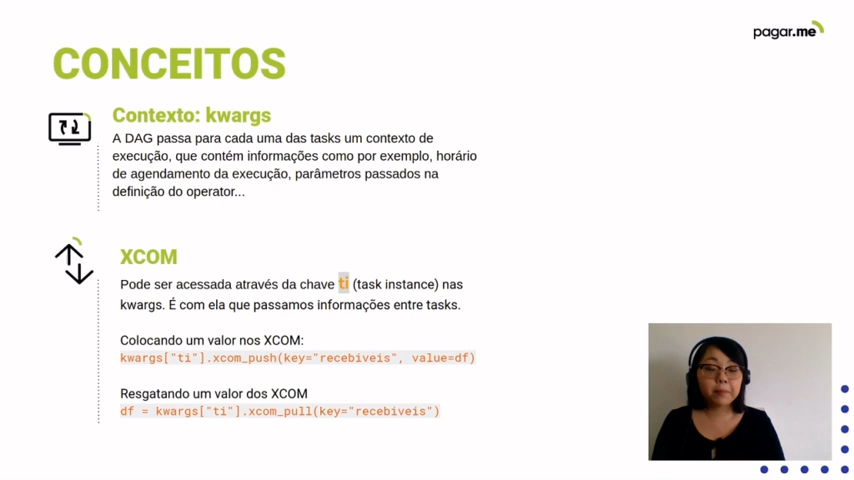 pagar.me
CONCEITOS
Contexto: kwargs
A DAG passa para cada uma das tasks um contexto de
execução, que contém informações como por exemplo, horário
de agendamento da execução, parâmetros passados na
definição do operator...
XCOM
Pode ser acessada através da chave ti (task instance) nas
kwargs. É com ela que passamos informações entre tasks.
Colocando um valor nos XCOM:
kwargs["ti"].xcom_push(key="recebiveis", value=df)
Resgatando um valor dos XCOM
df = kwargs["ti"].xcom_pull(key="recebiveis")